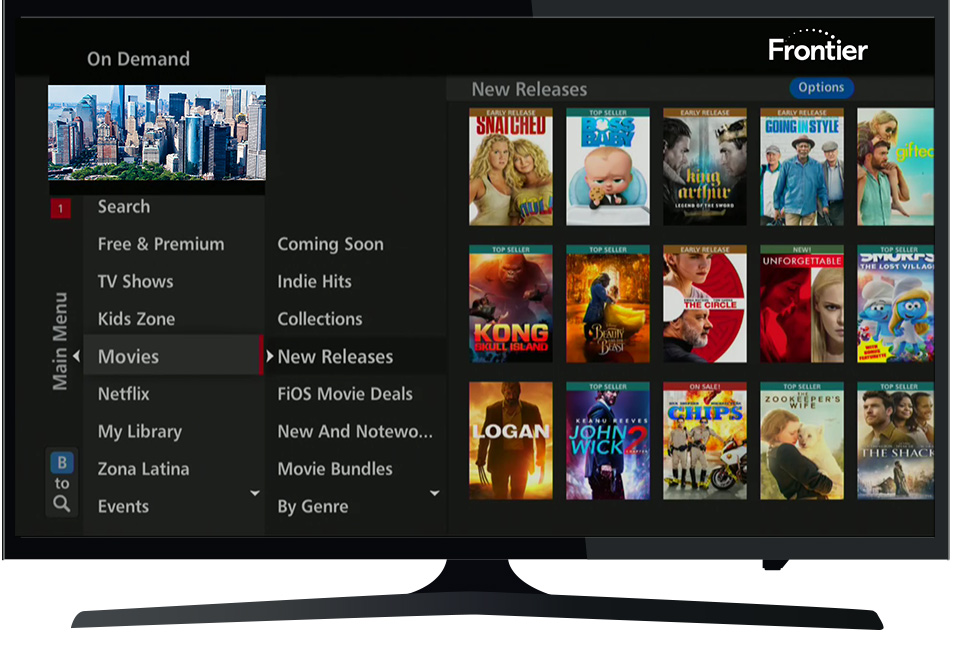 On Demand
Frontier
New Releases
Options
1
Main Menu
B
to
Search
Free & Premium
TV Shows
Kids Zone
Movies
Netflix
My Library
Zona Latina
Events
Coming Soon
Indie Hits
Collections
New Releases
FiOS Movie Deals
New And Notewo...
Movie Bundles
By Genre
EARLY RELEASE
SNATCHED
TOP SELLER
BOSS
BABY
EARLY RELEASE
king
arthur
LEGEND OF THE SWORD
EARLY RELEASE
GOING IN STYLE
gifted
TOP SELLER
KONG
SKULL ISLAND
TOP SELLER
BEAUTY
AND THE
BEAST
EARLY RELEASE
THE CIRCLE
NEW!
UNFORGETTABLE
TOP SELLER
SMURFS
THE LOST VILLAG
LOGAN
TOP SELLER
KEANU REEVES
JOHN
WICK 2
ON SALE!
CHIPS
TOP SELLER
THE
ZOOKEEPER'S
WIFE
TOP SELLER
THE SHACK